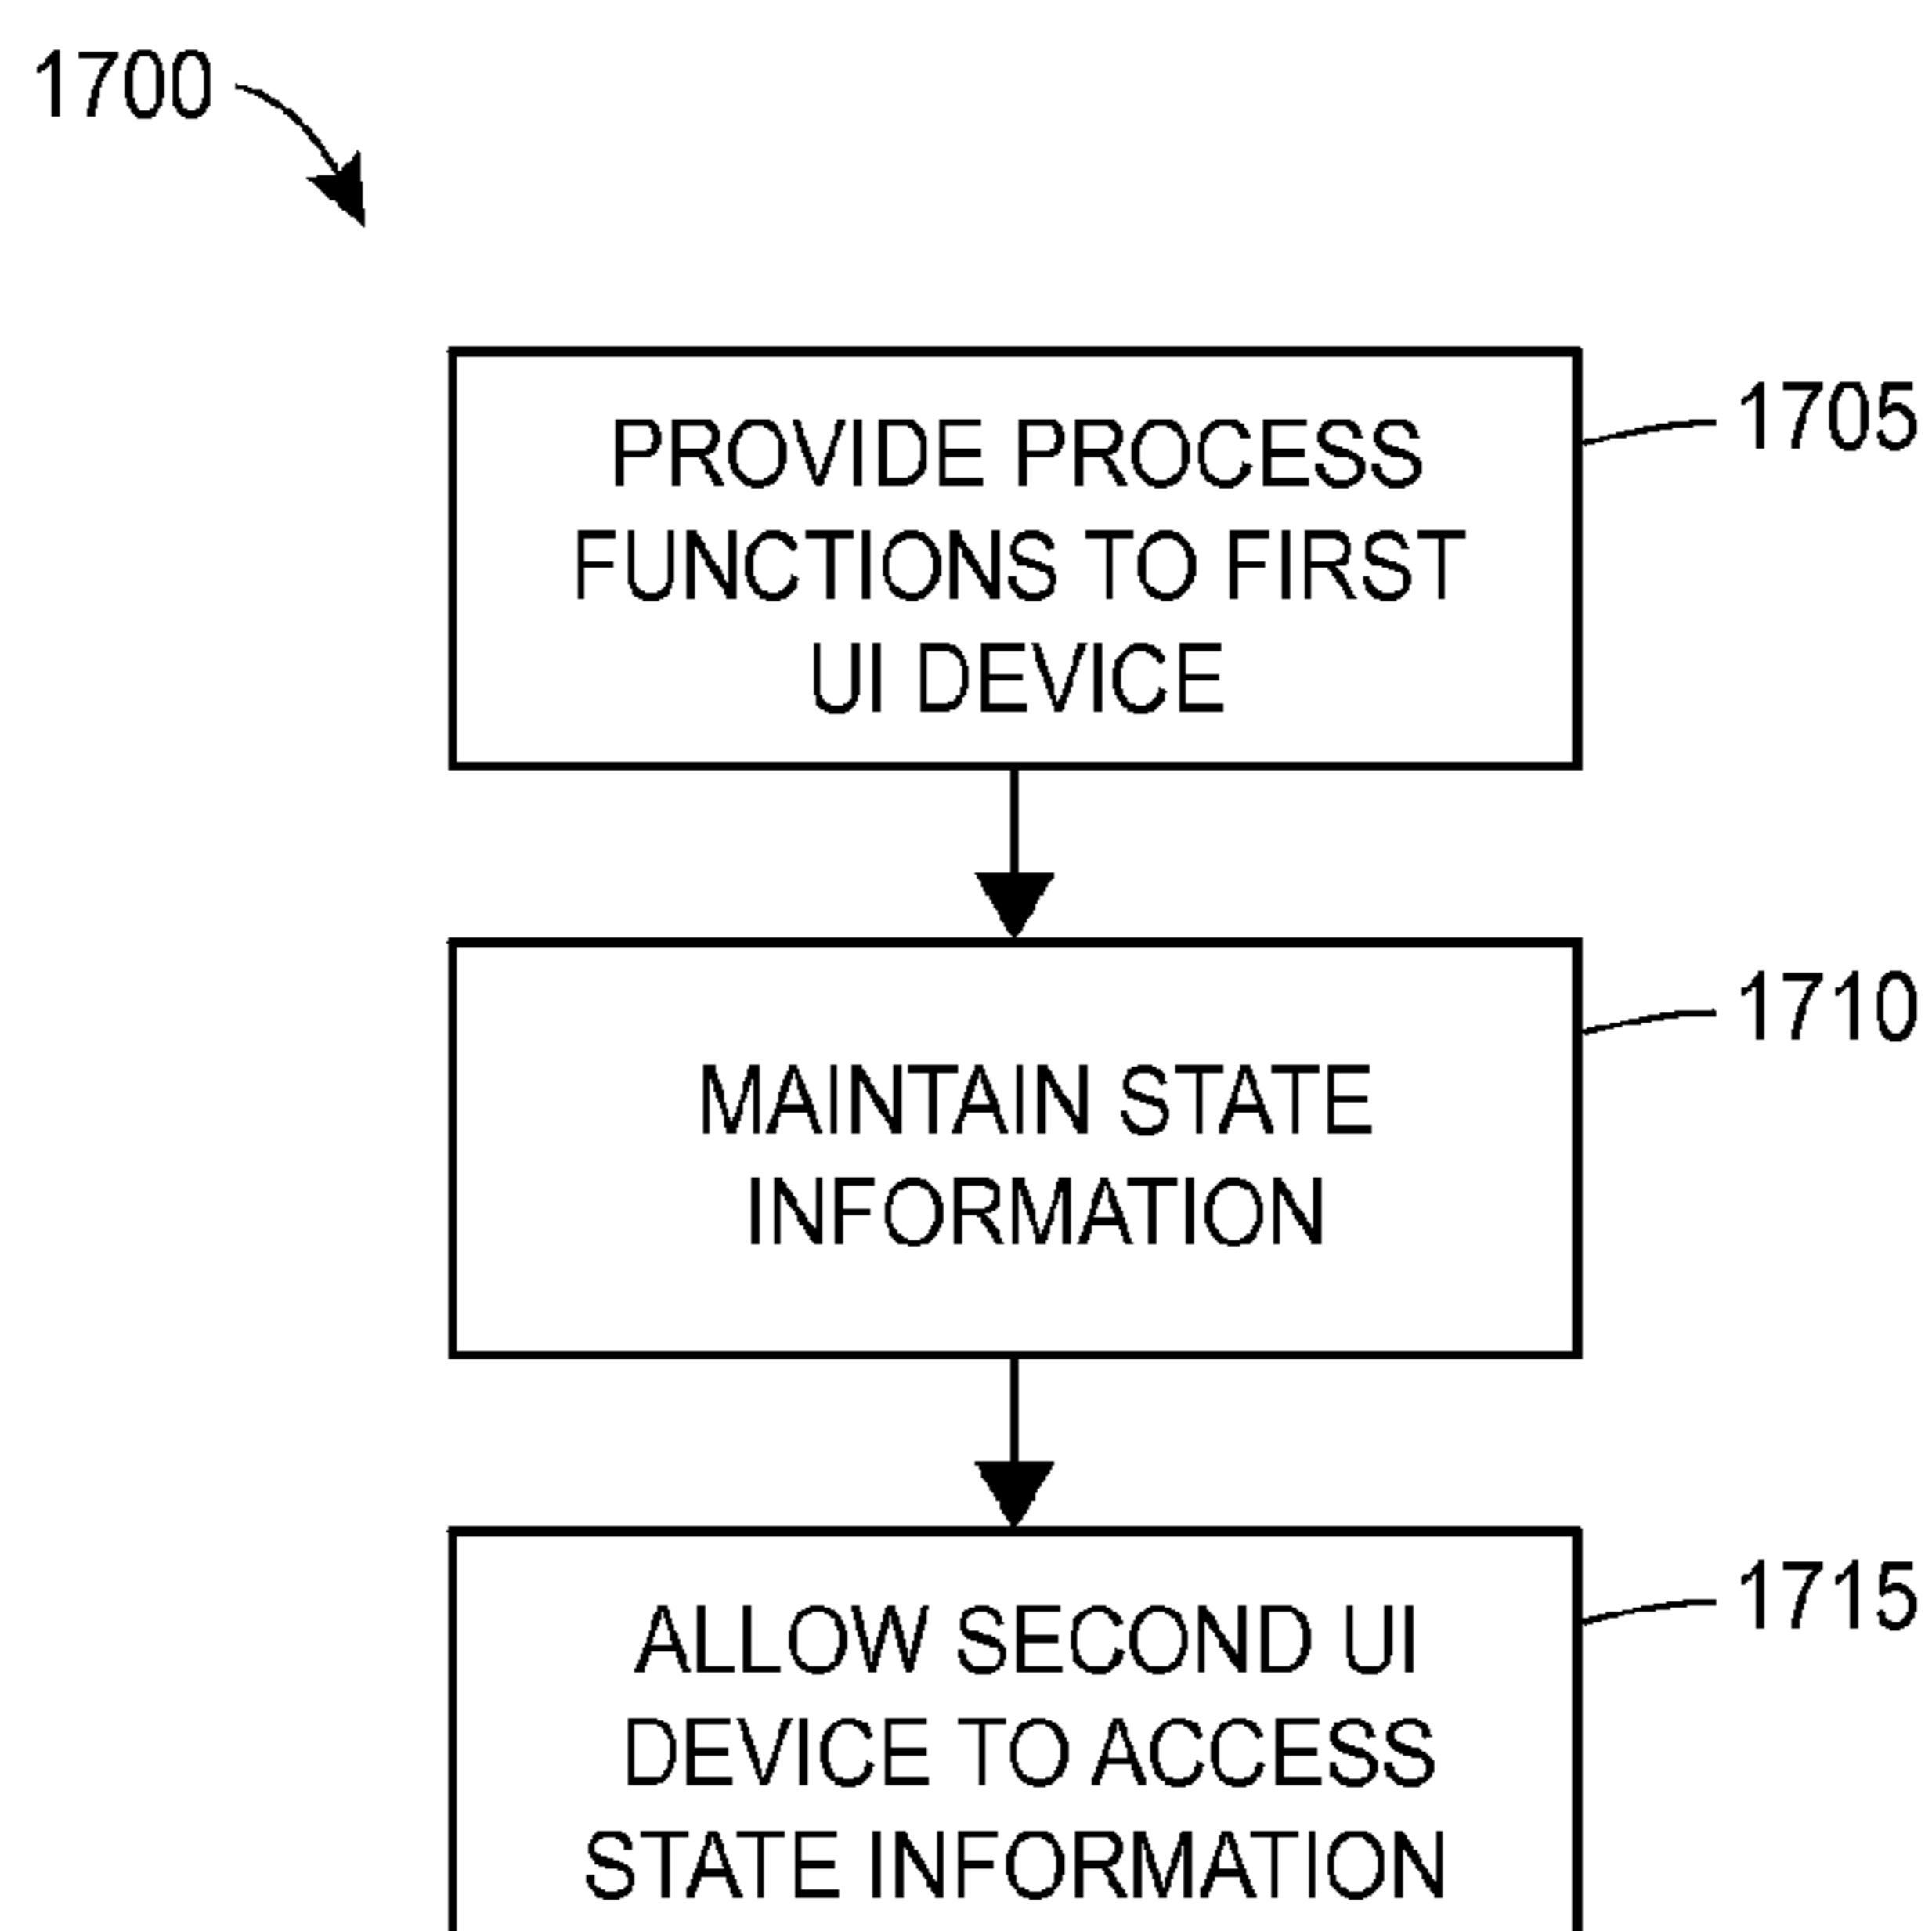 1700
PROVIDE PROCESS
FUNCTIONS TO FIRST
UI DEVICE
1705
MAINTAIN STATE
INFORMATION
1710
ALLOW SECOND UI
DEVICE TO ACCESS
STATE INFORMATION
1715